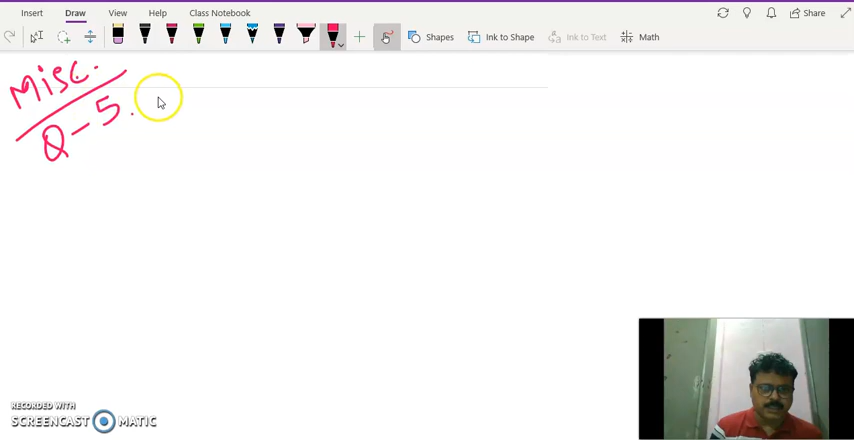 Insert Draw View Help Class Notebook Share
Shapes Ink to Shape Ink to Text Math
Misc.
Q-5.
RECORDED WITH
SCREENCAST MATIC